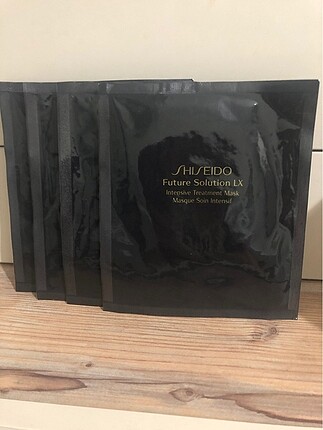 SHISEIDO
Future Solution LX
Intensive Treatment Mask
Masque Soin Intensif